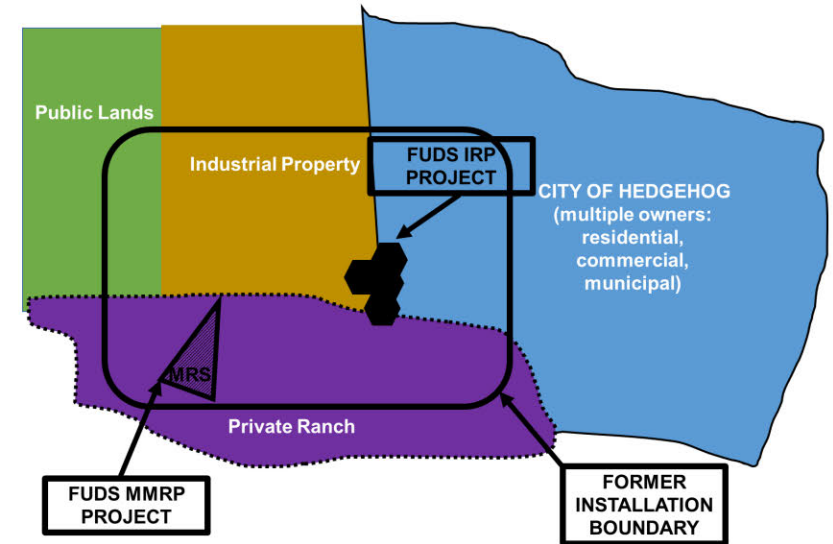 Public Lands
Industrial Property
FUDS IRP
PROJECT
CITY OF HEDGEHOG
(multiple owners:
residential,
commercial,
municipal)
MRS
Private Ranch
FUDS MMRP
PROJECT
FORMER
INSTALLATION
BOUNDARY